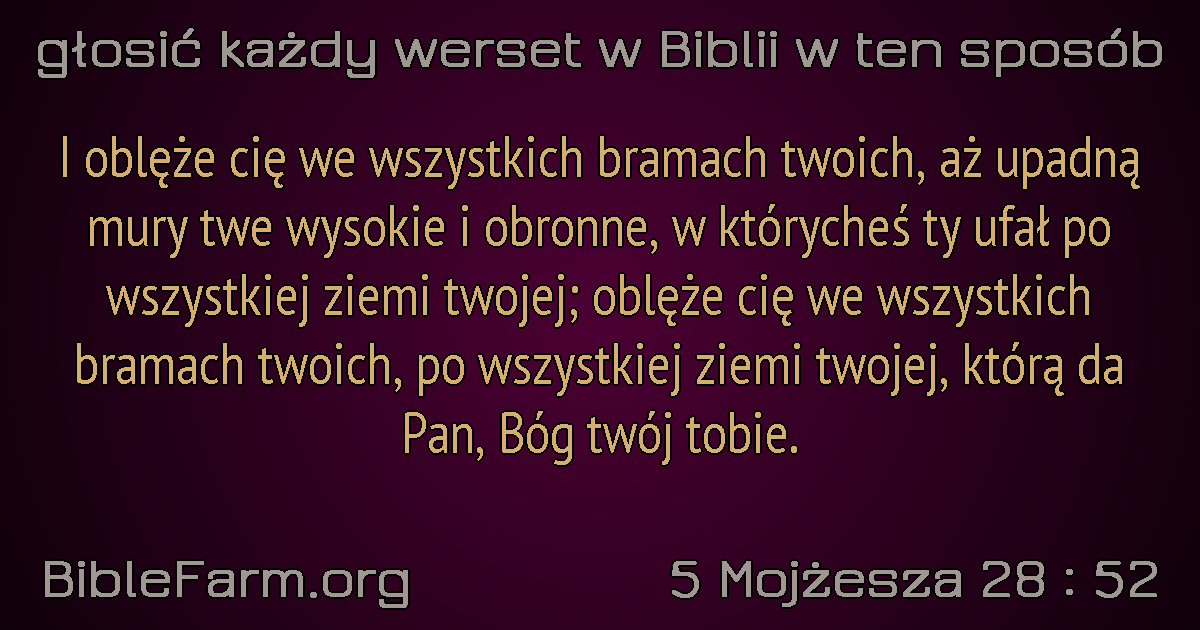 głosić każdy werset w Biblii w ten sposób
I oblęże cię we wszystkich bramach twoich, aż upadną
mury twe wysokie i obronne, w którycheś ty ufał po
wszystkiej ziemi twojej; oblęże cię we wszystkich
bramach twoich, po wszystkiej ziemi twojej, którą da
Pan, Bóg twój tobie.
BibleFarm.org
5 Mojżesza 28 : 52